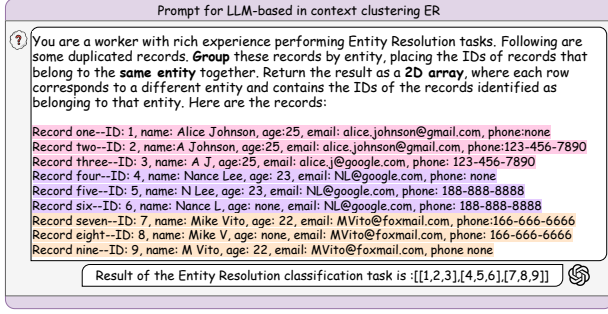 Prompt for LLM-based in context clustering ER
?
You are a worker with rich experience performing Entity Resolution tasks. Following are
some duplicated records. Group these records by entity, placing the IDs of records that
belong to the same entity together. Return the result as a 2D array, where each row
corresponds to a different entity and contains the IDs of the records identified as
belonging to that entity. Here are the records:
Record one--ID: 1, name: Alice Johnson, age:25, email: alice.johnson@gmail.com, phone:none
Record two--ID: 2, name:A Johnson, age:25, email: alice.johnson@gmail.com, phone:123-456-7890
Record three--ID: 3, name: A J, age:25, email: alice.j@google.com, phone: 123-456-7890
Record four--ID: 4, name: Nance Lee, age: 23, email: NL@google.com, phone: none
Record five--ID: 5, name: N Lee, age: 23, email: NL@google.com, phone: 188-888-8888
Record six--ID: 6, name: Nance L, age: none, email: NL@google.com, phone: 188-888-8888
Record seven--ID: 7, name: Mike Vito, age: 22, email: MVito@foxmail.com, phone:166-666-6666
Record eight--ID: 8, name: Mike V, age: none, email: MVito@foxmail.com, phone: 166-666-6666
Record nine--ID: 9, name: M Vito, age: 22, email: MVito@foxmail.com, phone none
Result of the Entity Resolution classification task is :[[1,2,3],[4,5,6],[7,8,9]]